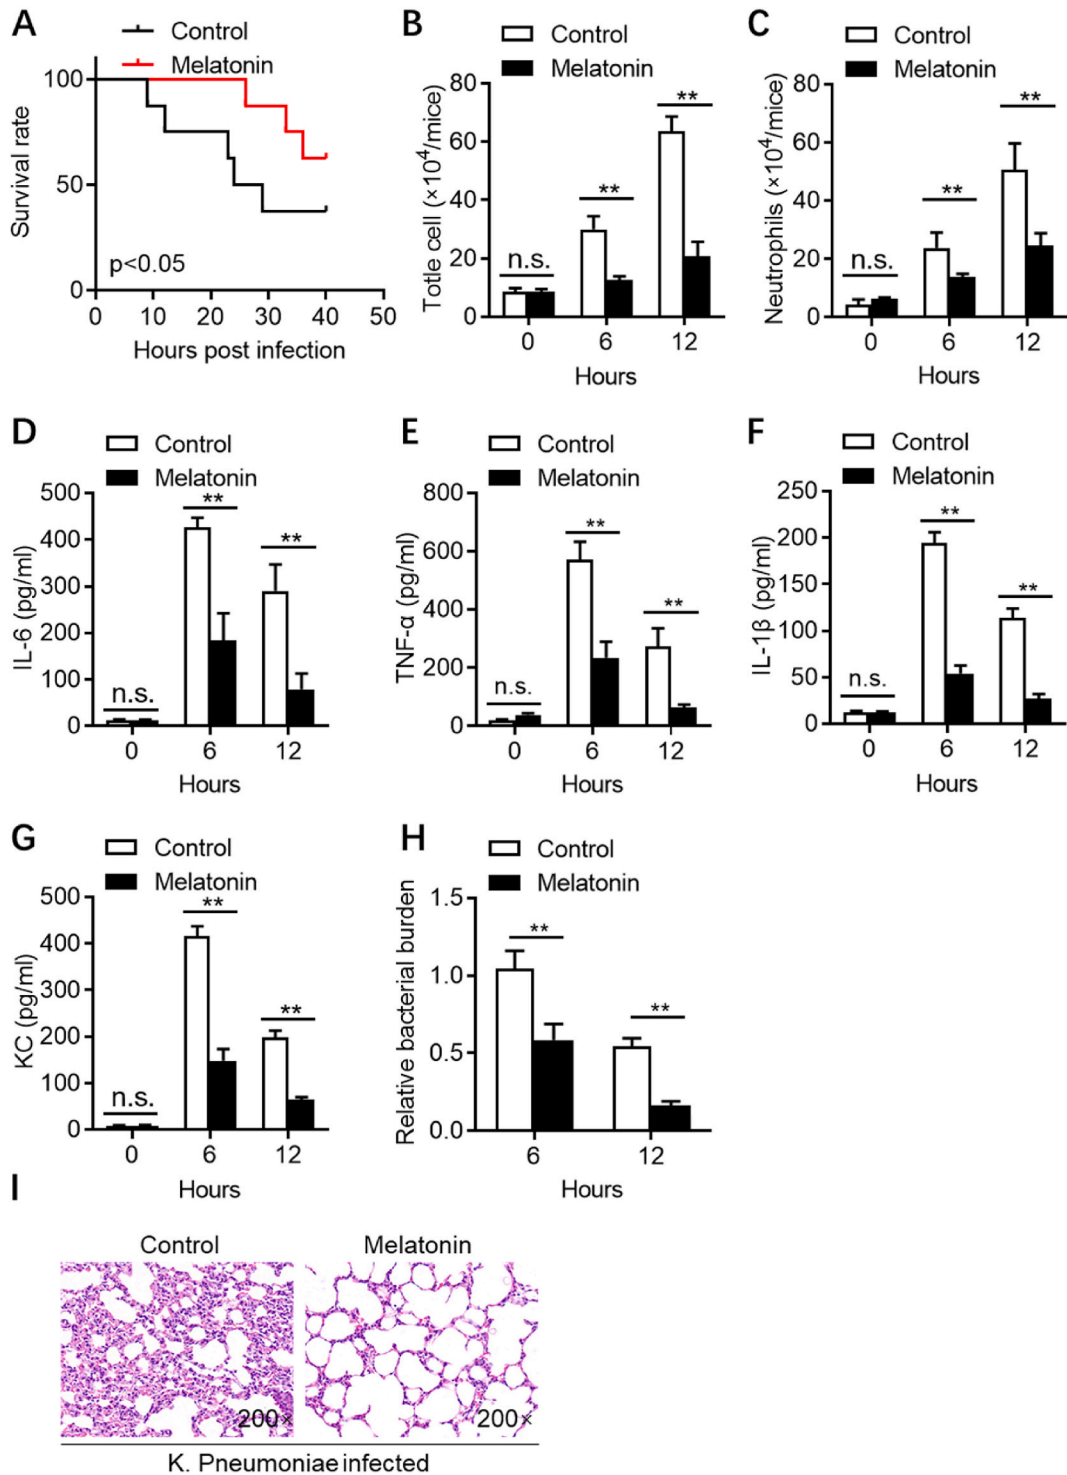 A
Control
Melatonin
Survival rate
100
50
0
p<0.05
0 10 20 30 40 50
Hours post infection
B
Control
Melatonin
Totle cell (×10⁴/mice)
80
60
40
20
0
n.s.
**
**
0 6 12
Hours
C
Control
Melatonin
Neutrophils (×10⁴/mice)
80
60
40
20
0
n.s.
**
**
0 6 12
Hours
D
Control
Melatonin
IL-6 (pg/ml)
500
400
300
200
100
0
n.s.
**
**
0 6 12
Hours
E
Control
Melatonin
TNF-α (pg/ml)
800
600
400
200
0
n.s.
**
**
0 6 12
Hours
F
Control
Melatonin
IL-1β (pg/ml)
250
200
150
100
50
0
n.s.
**
**
0 6 12
Hours
G
Control
Melatonin
KC (pg/ml)
500
400
300
200
100
0
n.s.
**
**
0 6 12
Hours
H
Control
Melatonin
Relative bacterial burden
1.5
1.0
0.5
0.0
**
**
6 12
Hours
I
Control
Melatonin
200×
200×
K. Pneumoniae infected